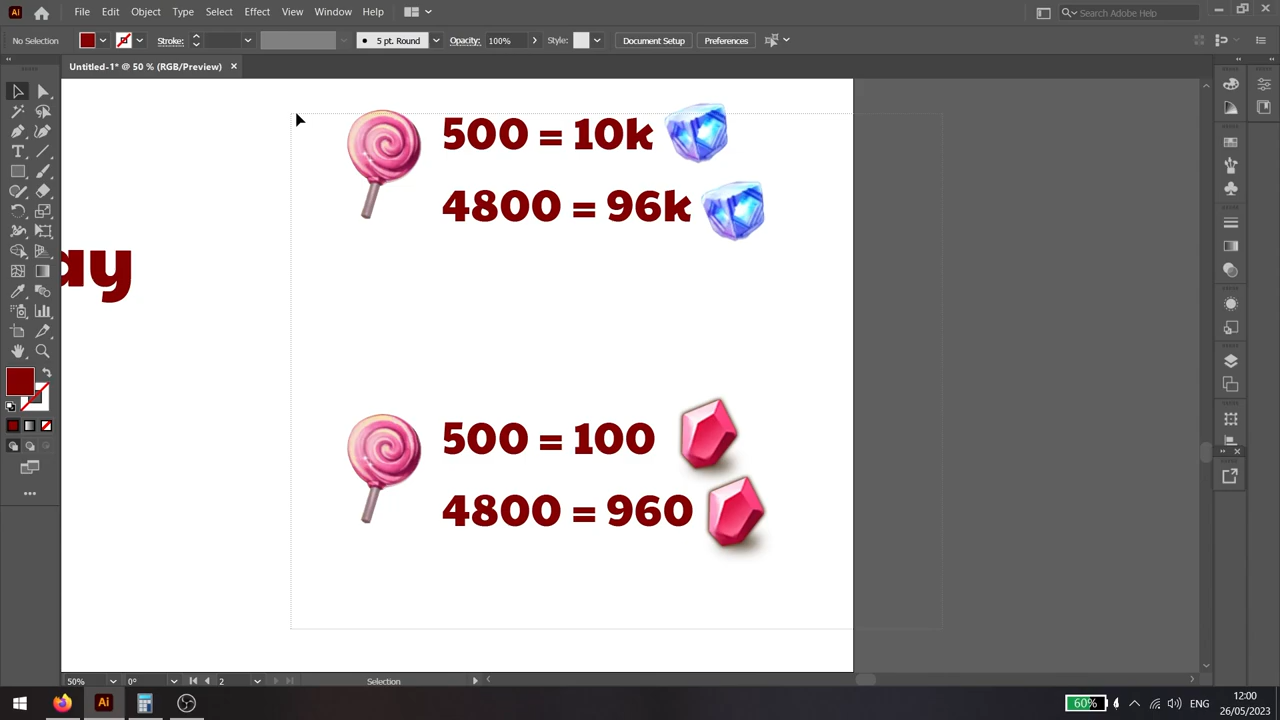 Ai
File Edit Object Type Select Effect View Window Help
Search Adobe Help
No Selection
Stroke:
5 pt. Round
Opacity: 100%
Style:
Document Setup
Preferences
Untitled-1* @ 50 % (RGB/Preview)
500 = 10k
4800 = 96k
ay
500 = 100
4800 = 960
50%
0°
2
Selection
Ai
60%
ENG
12:00
26/05/2023